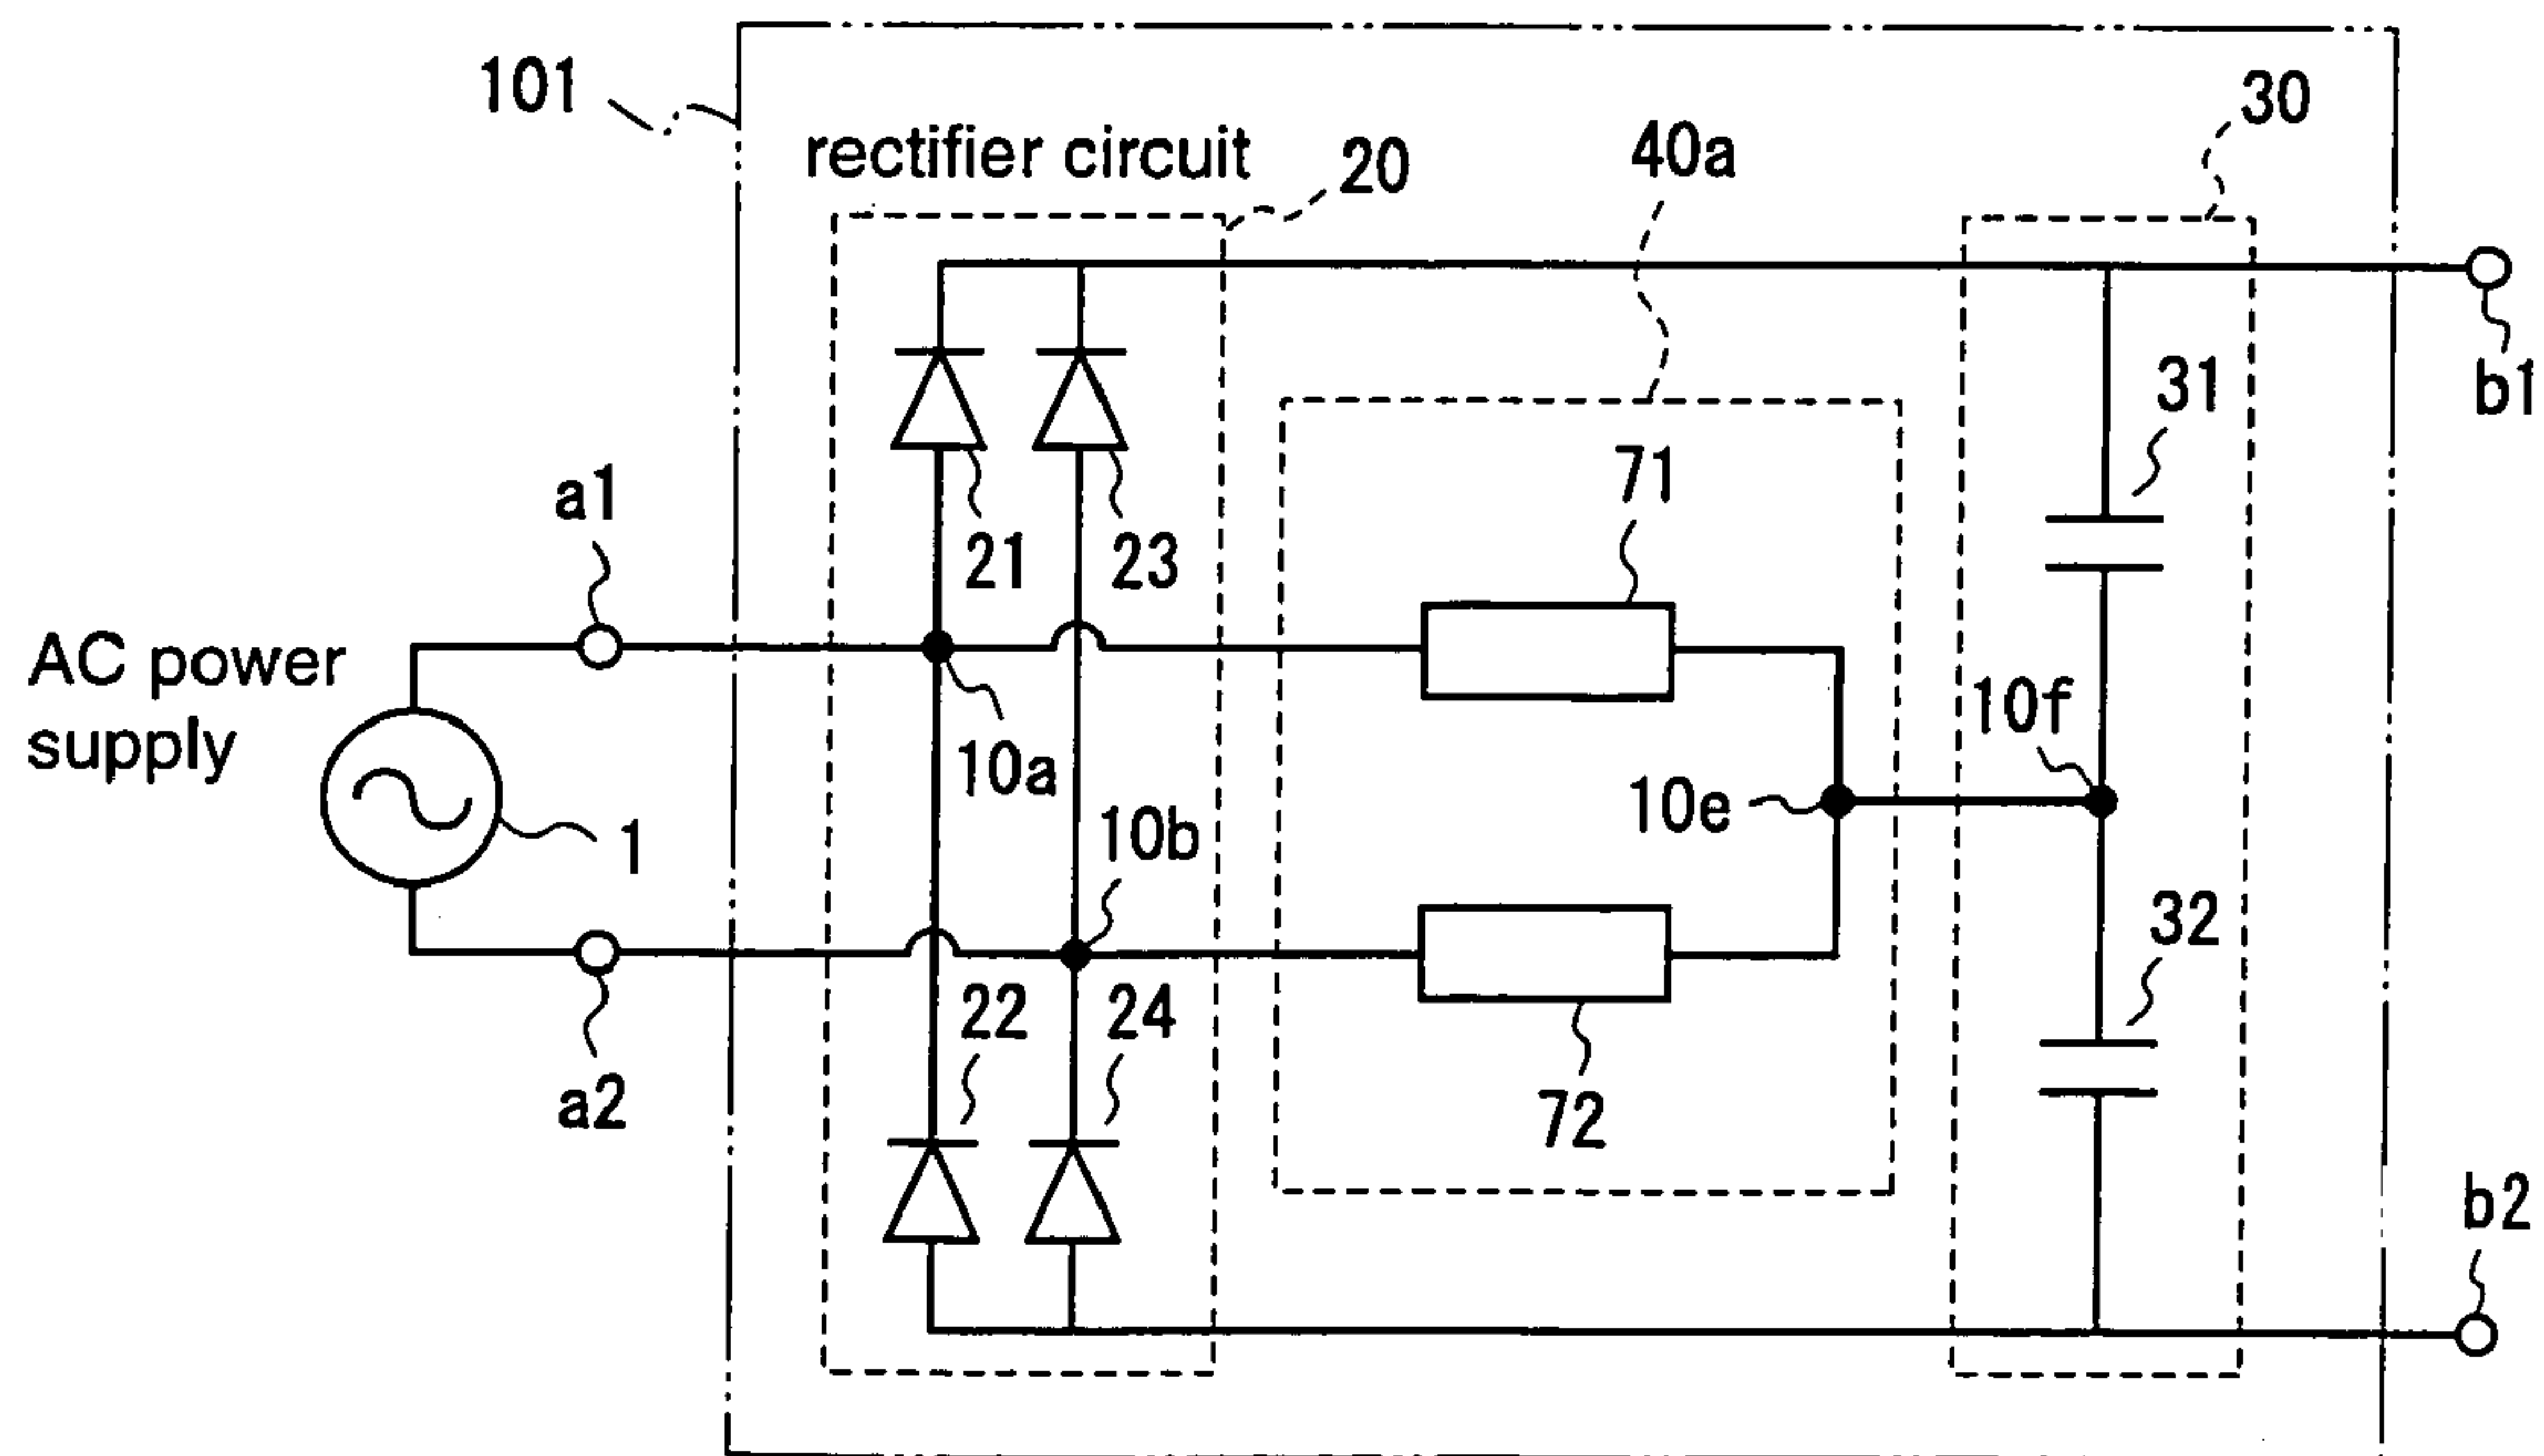 101
30
rectifier circuit
20
40a
b1
31
71
a1
21
23
AC power
supply
10f
10a
10e
10b
1
32
22
24
a2
72
b2